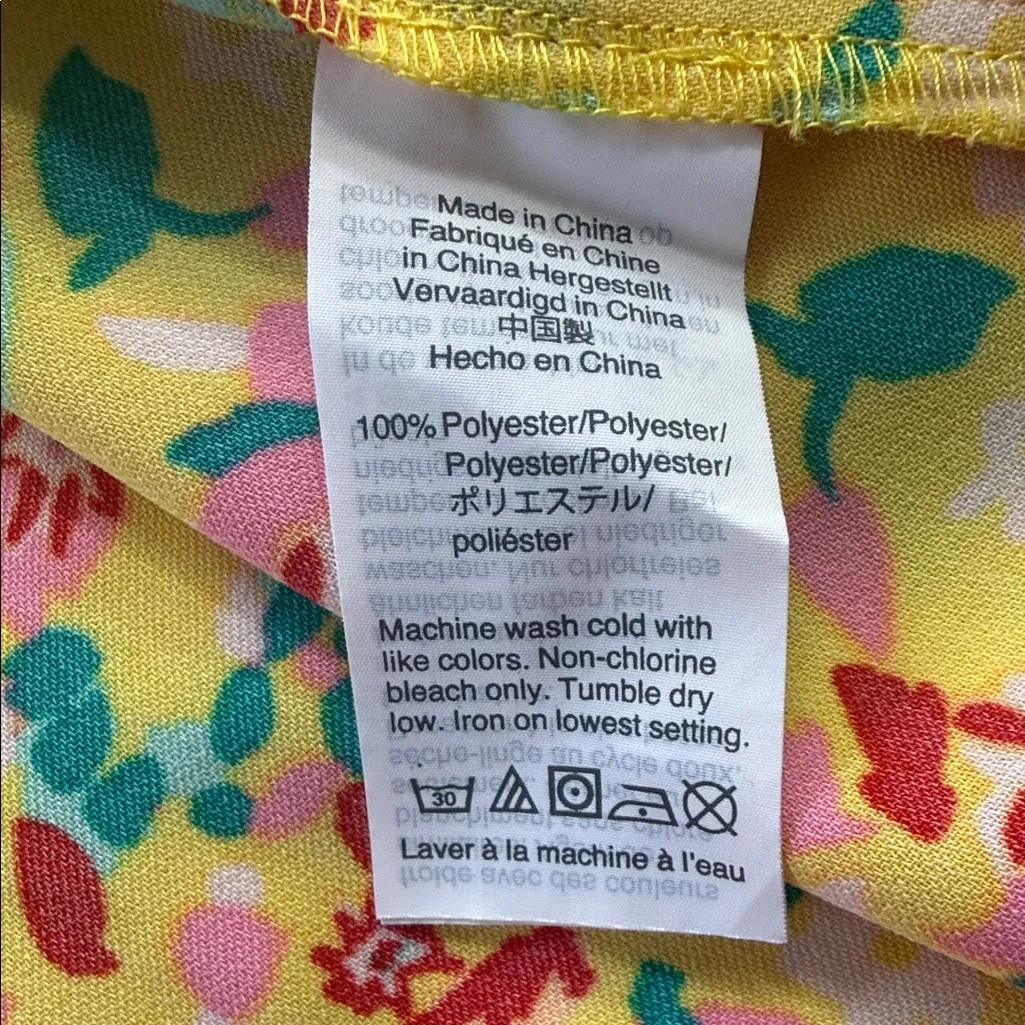 Made in China
Fabriqué en Chine
in China Hergestellt
Vervaardigd in China
中国製
Hecho en China
100% Polyester/Polyester/
Polyester/Polyester/
ポリエステル/
poliéster
Machine wash cold with
like colors. Non-chlorine
bleach only. Tumble dry
low. Iron on lowest setting.
30
Laver à la machine à l'eau